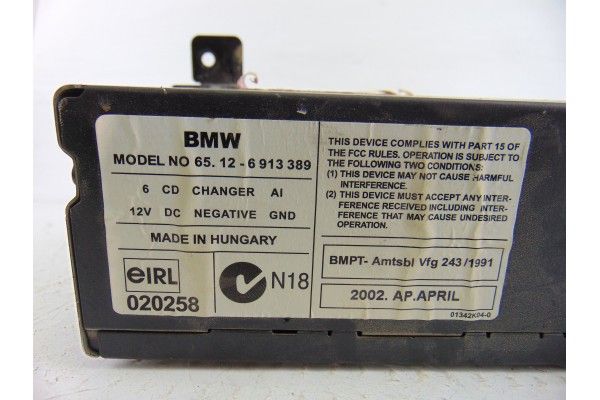 BMW
MODEL NO 65. 12 - 6 913 389
6 CD CHANGER AI
12V DC NEGATIVE GND
MADE IN HUNGARY
eIRL
020258
N18
THIS DEVICE COMPLIES WITH PART 15 OF
THE FCC RULES. OPERATION IS SUBJECT TO
THE FOLLOWING TWO CONDITIONS:
(1) THIS DEVICE MAY NOT CAUSE HARMFUL
INTERFERENCE.
(2) THIS DEVICE MUST ACCEPT ANY INTER-
FERENCE RECEIVED INCLUDING INTER-
FERENCE THAT MAY CAUSE UNDESIRED
OPERATION.
BMPT- Amtsbl Vfg 243 /1991
2002. AP.APRIL
01342K04-0